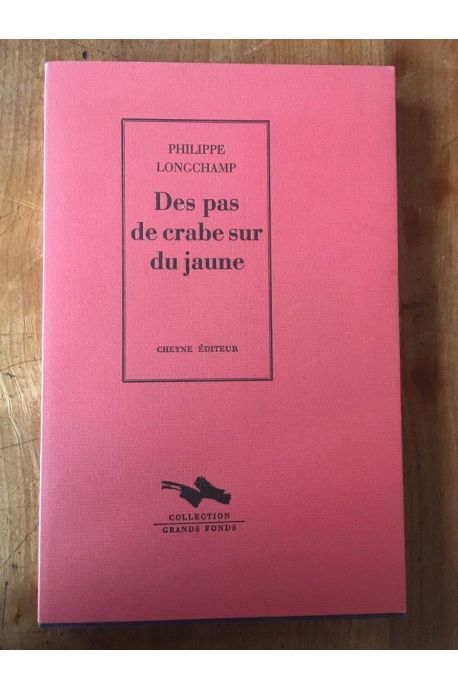 PHILIPPE
LONGCHAMP
Des pas
de crabe sur
du jaune
CHEYNE ÉDITEUR
COLLECTION
GRANDS FONDS